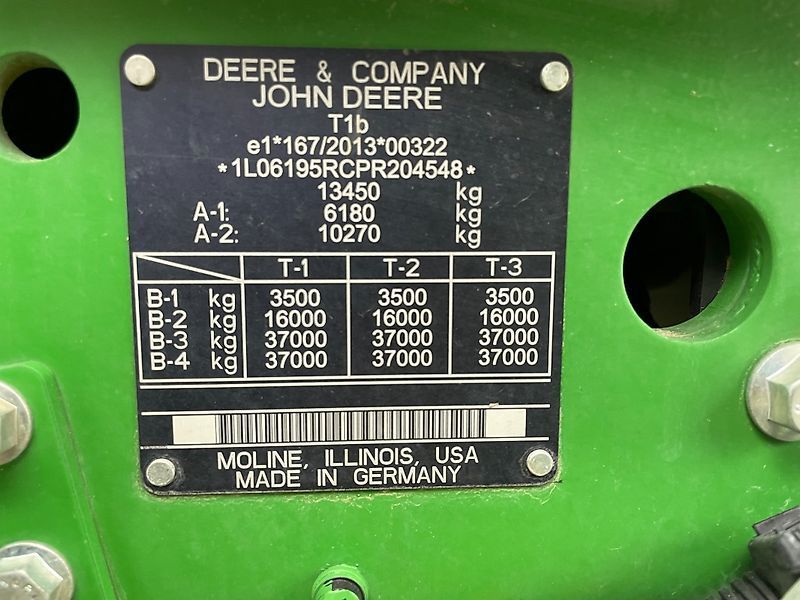 DEERE & COMPANY
JOHN DEERE
T1b
e1*167/2013*00322
*1L06195RCPR204548*
13450 kg
A-1: 6180 kg
A-2: 10270 kg
T-1 T-2 T-3
B-1 kg 3500 3500 3500
B-2 kg 16000 16000 16000
B-3 kg 37000 37000 37000
B-4 kg 37000 37000 37000
MOLINE, ILLINOIS, USA
MADE IN GERMANY